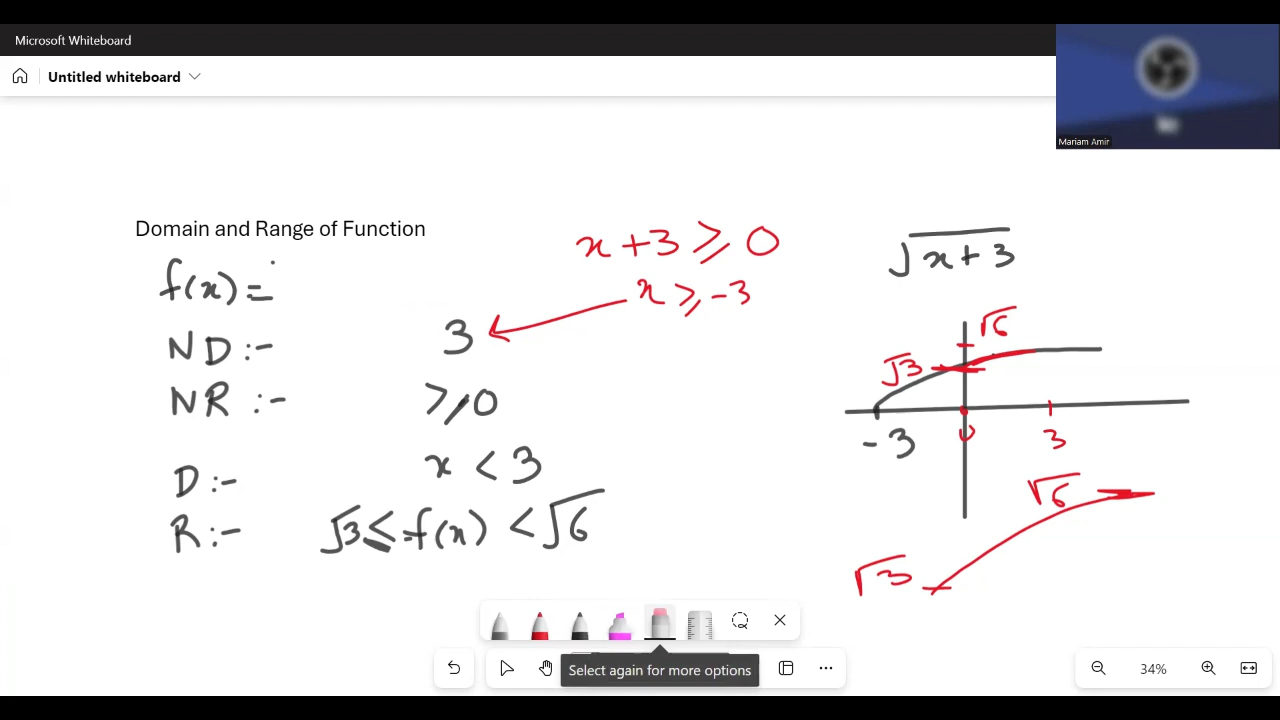 Microsoft Whiteboard
Untitled whiteboard
Mariam Amir
Domain and Range of Function
f(x) =
x + 3 ⩾ 0
x ⩾ -3
√x + 3
ND :-
3
NR :-
⩾ 0
D :-
x < 3
R :-
√3 ≤ f(x) < √6
√6
√3
-3
3
√6
√3
Select again for more options
34%